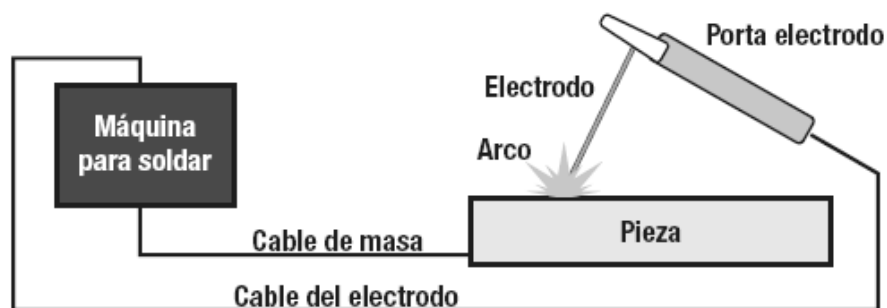 Porta electrodo
Electrodo
Máquina
para soldar
Arco
Pieza
Cable de masa
Cable del electrodo